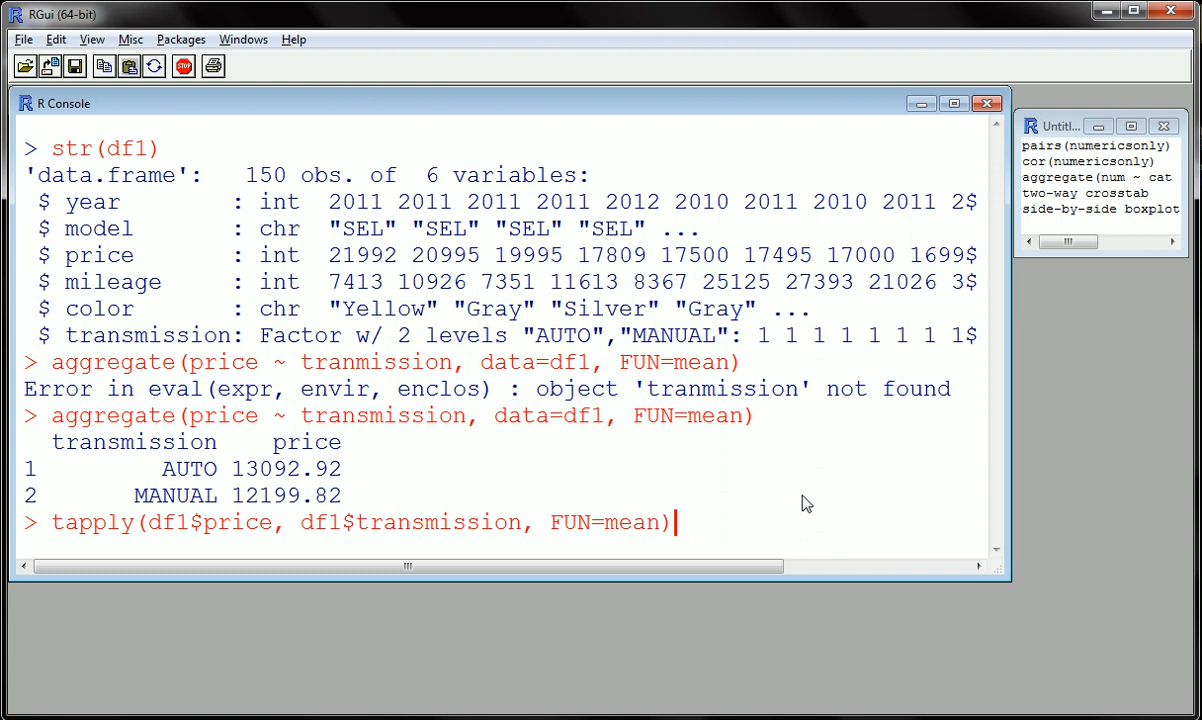 RGui (64-bit)
File Edit View Misc Packages Windows Help
STOP
R Console
> str(df1)
'data.frame':   150 obs. of  6 variables:
 $ year        : int  2011 2011 2011 2011 2012 2010 2011 2010 2011 2$
 $ model       : chr  "SEL" "SEL" "SEL" "SEL" ...
 $ price       : int  21992 20995 19995 17809 17500 17495 17000 1699$
 $ mileage     : int  7413 10926 7351 11613 8367 25125 27393 21026 3$
 $ color       : chr  "Yellow" "Gray" "Silver" "Gray" ...
 $ transmission: Factor w/ 2 levels "AUTO","MANUAL": 1 1 1 1 1 1 1 1$
> aggregate(price ~ tranmission, data=df1, FUN=mean)
Error in eval(expr, envir, enclos) : object 'tranmission' not found
> aggregate(price ~ transmission, data=df1, FUN=mean)
  transmission    price
1         AUTO 13092.92
2       MANUAL 12199.82
> tapply(df1$price, df1$transmission, FUN=mean)
Untitl...
pairs(numericsonly)
cor(numericsonly)
aggregate(num ~ cat
two-way crosstab
side-by-side boxplot